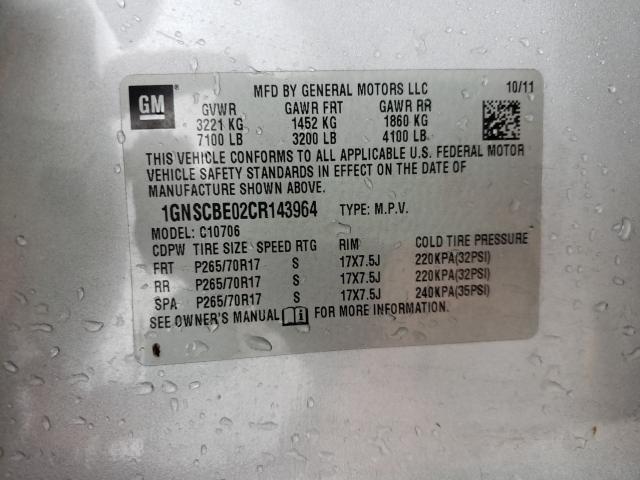 GM
MFD BY GENERAL MOTORS LLC 10/11
GVWR GAWR FRT GAWR RR
3221 KG 1452 KG 1860 KG
7100 LB 3200 LB 4100 LB.
THIS VEHICLE CONFORMS TO ALL APPLICABLE U.S. FEDERAL MOTOR
VEHICLE SAFETY STANDARDS IN EFFECT ON THE DATE OF
MANUFACTURE SHOWN ABOVE.
1GNSCBE02CR143964 TYPE: M.P.V.
MODEL: C10706
CDPW TIRE SIZE SPEED RTG RIM COLD TIRE PRESSURE
FRT P265/70R17 S 17X7.5J 220KPA(32PSI)
RR P265/70R17 S 17X7.5J 220KPA(32PSI)
SPA P265/70R17 S 17X7.5J 240KPA(35PSI)
SEE OWNER'S MANUAL i FOR MORE INFORMATION.